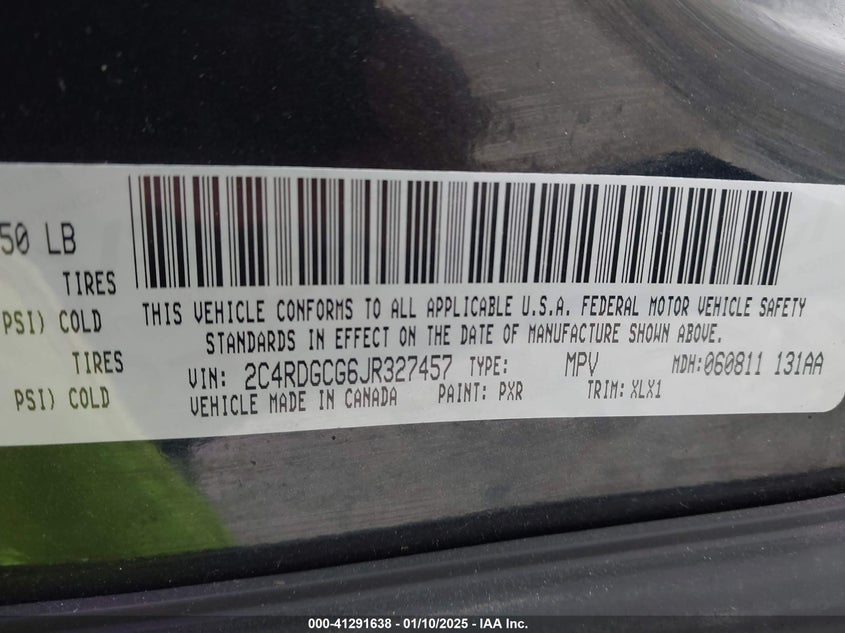 50 LB
TIRES
PSI) COLD
TIRES
PSI) COLD
THIS VEHICLE CONFORMS TO ALL APPLICABLE U.S.A. FEDERAL MOTOR VEHICLE SAFETY
STANDARDS IN EFFECT ON THE DATE OF MANUFACTURE SHOWN ABOVE.
VIN: 2C4RDGCG6JR327457 TYPE: MPV MDH:060811 131AA
VEHICLE MADE IN CANADA PAINT: PXR TRIM: XLX1
000-41291638 - 01/10/2025 - IAA Inc.